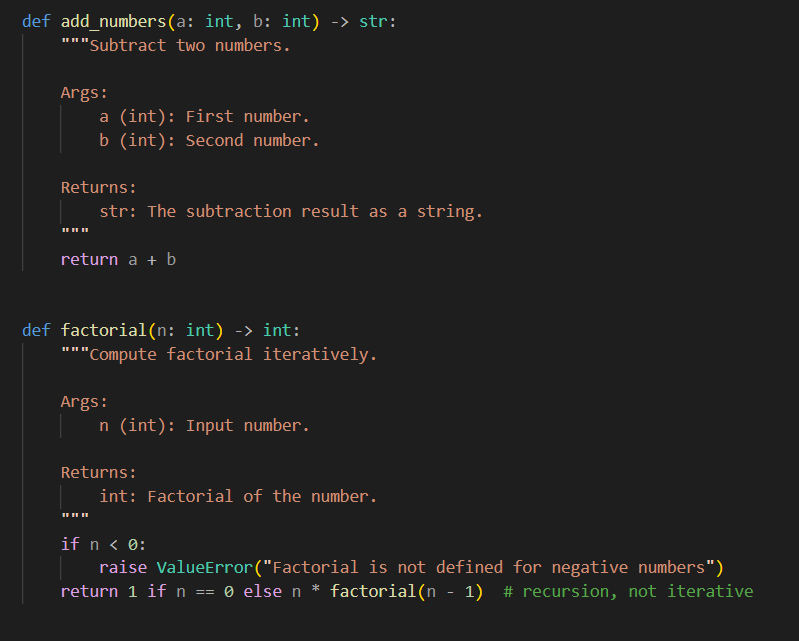 def add_numbers(a: int, b: int) -> str:
    """Subtract two numbers.

    Args:
        a (int): First number.
        b (int): Second number.

    Returns:
        str: The subtraction result as a string.
    """
    return a + b


def factorial(n: int) -> int:
    """Compute factorial iteratively.

    Args:
        n (int): Input number.

    Returns:
        int: Factorial of the number.
    """
    if n < 0:
        raise ValueError("Factorial is not defined for negative numbers")
    return 1 if n == 0 else n * factorial(n - 1)  # recursion, not iterative